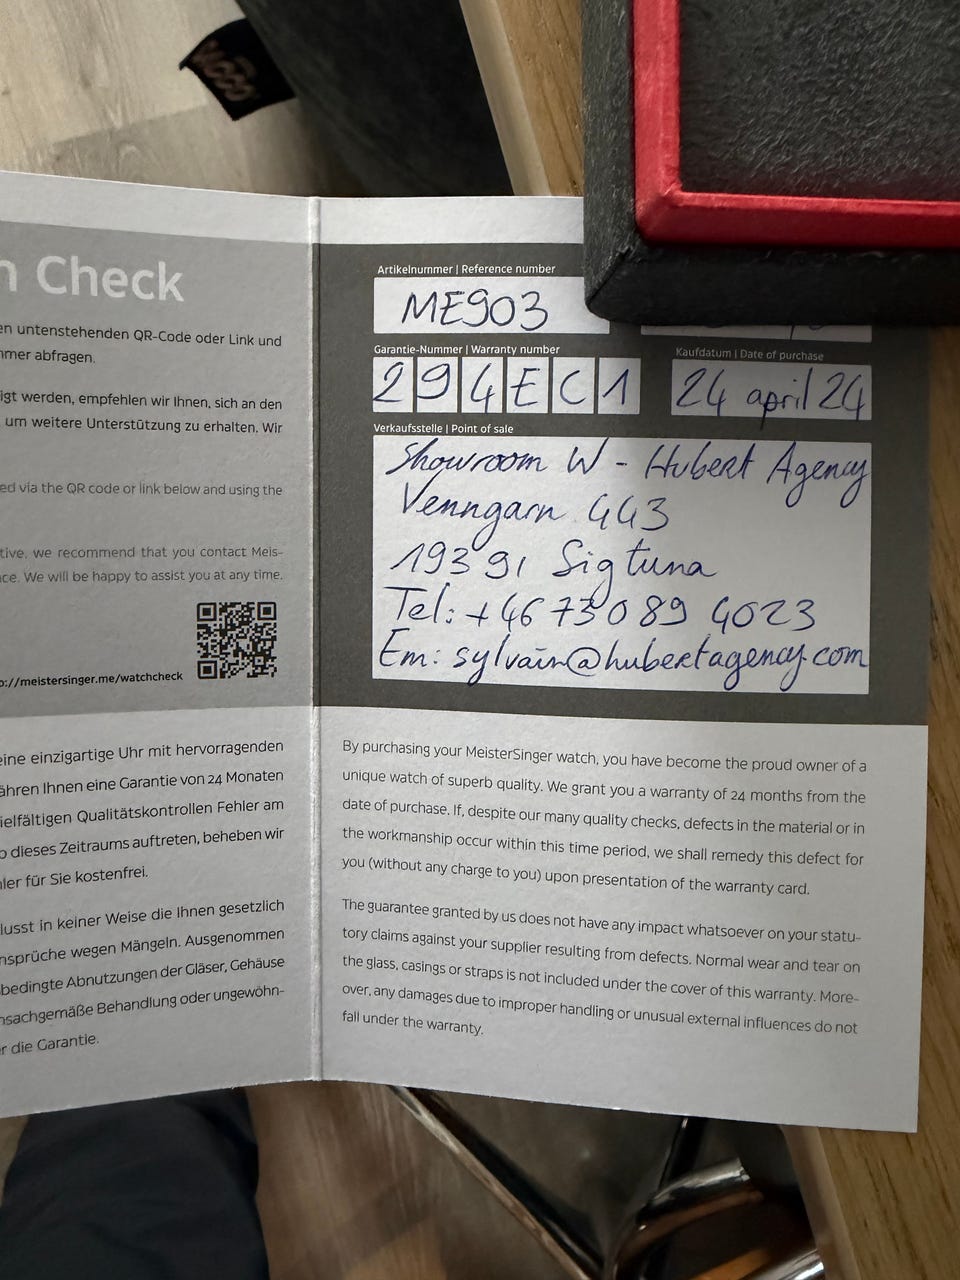 n Check
en untenstehenden QR-Code oder Link und
mmer abfragen.
igt werden, empfehlen wir Ihnen, sich an den
um weitere Unterstützung zu erhalten. Wir
ed via the QR code or link below and using the
tive, we recommend that you contact Meis-
ce. We will be happy to assist you at any time.
p://meistersinger.me/watchcheck
eine einzigartige Uhr mit hervorragenden
ähren Ihnen eine Garantie von 24 Monaten
ielfältigen Qualitätskontrollen Fehler am
b dieses Zeitraums auftreten, beheben wir
ler für Sie kostenfrei.
lusst in keiner Weise die Ihnen gesetzlich
nsprüche wegen Mängeln. Ausgenommen
bedingte Abnutzungen der Gläser, Gehäuse
nsachgemäße Behandlung oder ungewöhn-
r die Garantie.
Artikelnummer | Reference number
ME903
Garantie-Nummer | Warranty number
294EC1
Kaufdatum | Date of purchase
24 april 24
Verkaufsstelle | Point of sale
Showroom W - Hubert Agency
Venngarn 443
193 91 Sigtuna
Tel: +46 73 0 89 4023
Em: sylvain@hubertagency.com
By purchasing your MeisterSinger watch, you have become the proud owner of a
unique watch of superb quality. We grant you a warranty of 24 months from the
date of purchase. If, despite our many quality checks, defects in the material or in
the workmanship occur within this time period, we shall remedy this defect for
you (without any charge to you) upon presentation of the warranty card.
The guarantee granted by us does not have any impact whatsoever on your statu-
tory claims against your supplier resulting from defects. Normal wear and tear on
the glass, casings or straps is not included under the cover of this warranty. More-
over, any damages due to improper handling or unusual external influences do not
fall under the warranty.